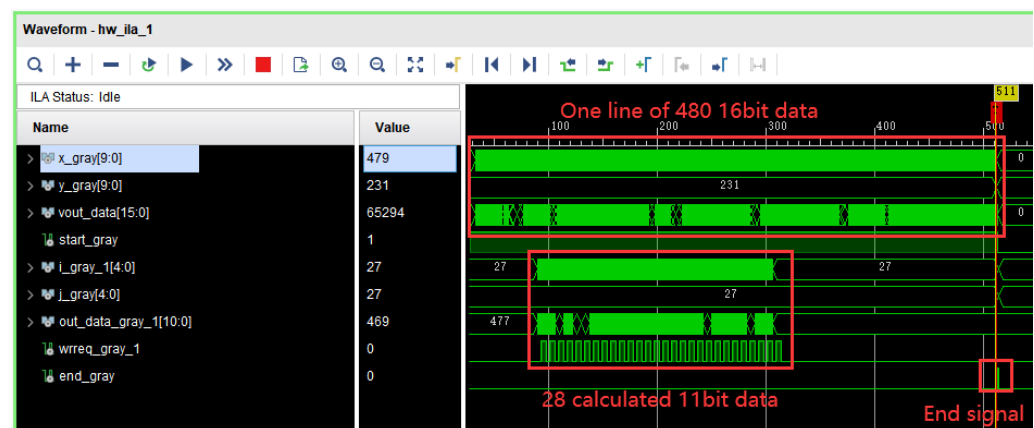 Waveform - hw_ila_1
ILA Status: Idle
511
One line of 480 16bit data
Name Value
100 200 300 400 500
x_gray[9:0] 479 0
y_gray[9:0] 231 231
vout_data[15:0] 65294 0
start_gray 1
i_gray_1[4:0] 27 27 27
j_gray[4:0] 27 27
out_data_gray_1[10:0] 469 477
wrreq_gray_1 0
end_gray 0
28 calculated 11bit data
End signal